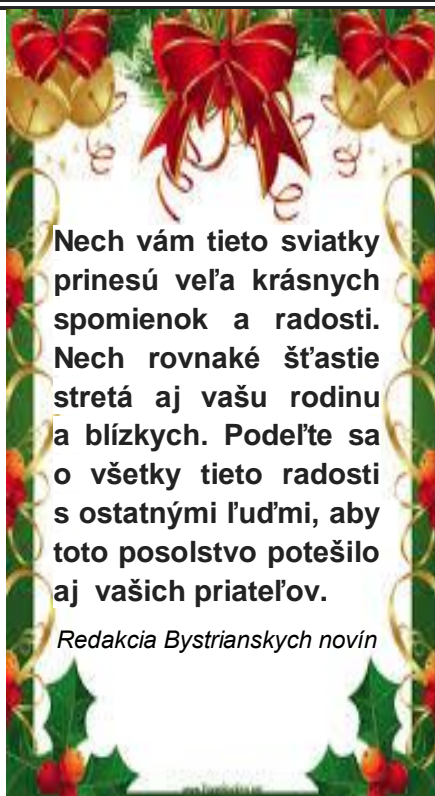 Nech vám tieto sviatky
prinesú veľa krásnych
spomienok a radosti.
Nech rovnaké šťastie
stretá aj vašu rodinu
a blízkych. Podeľte sa
o všetky tieto radosti
s ostatnými ľuďmi, aby
toto posolstvo potešilo
aj vašich priateľov.
Redakcia Bystrianskych novín